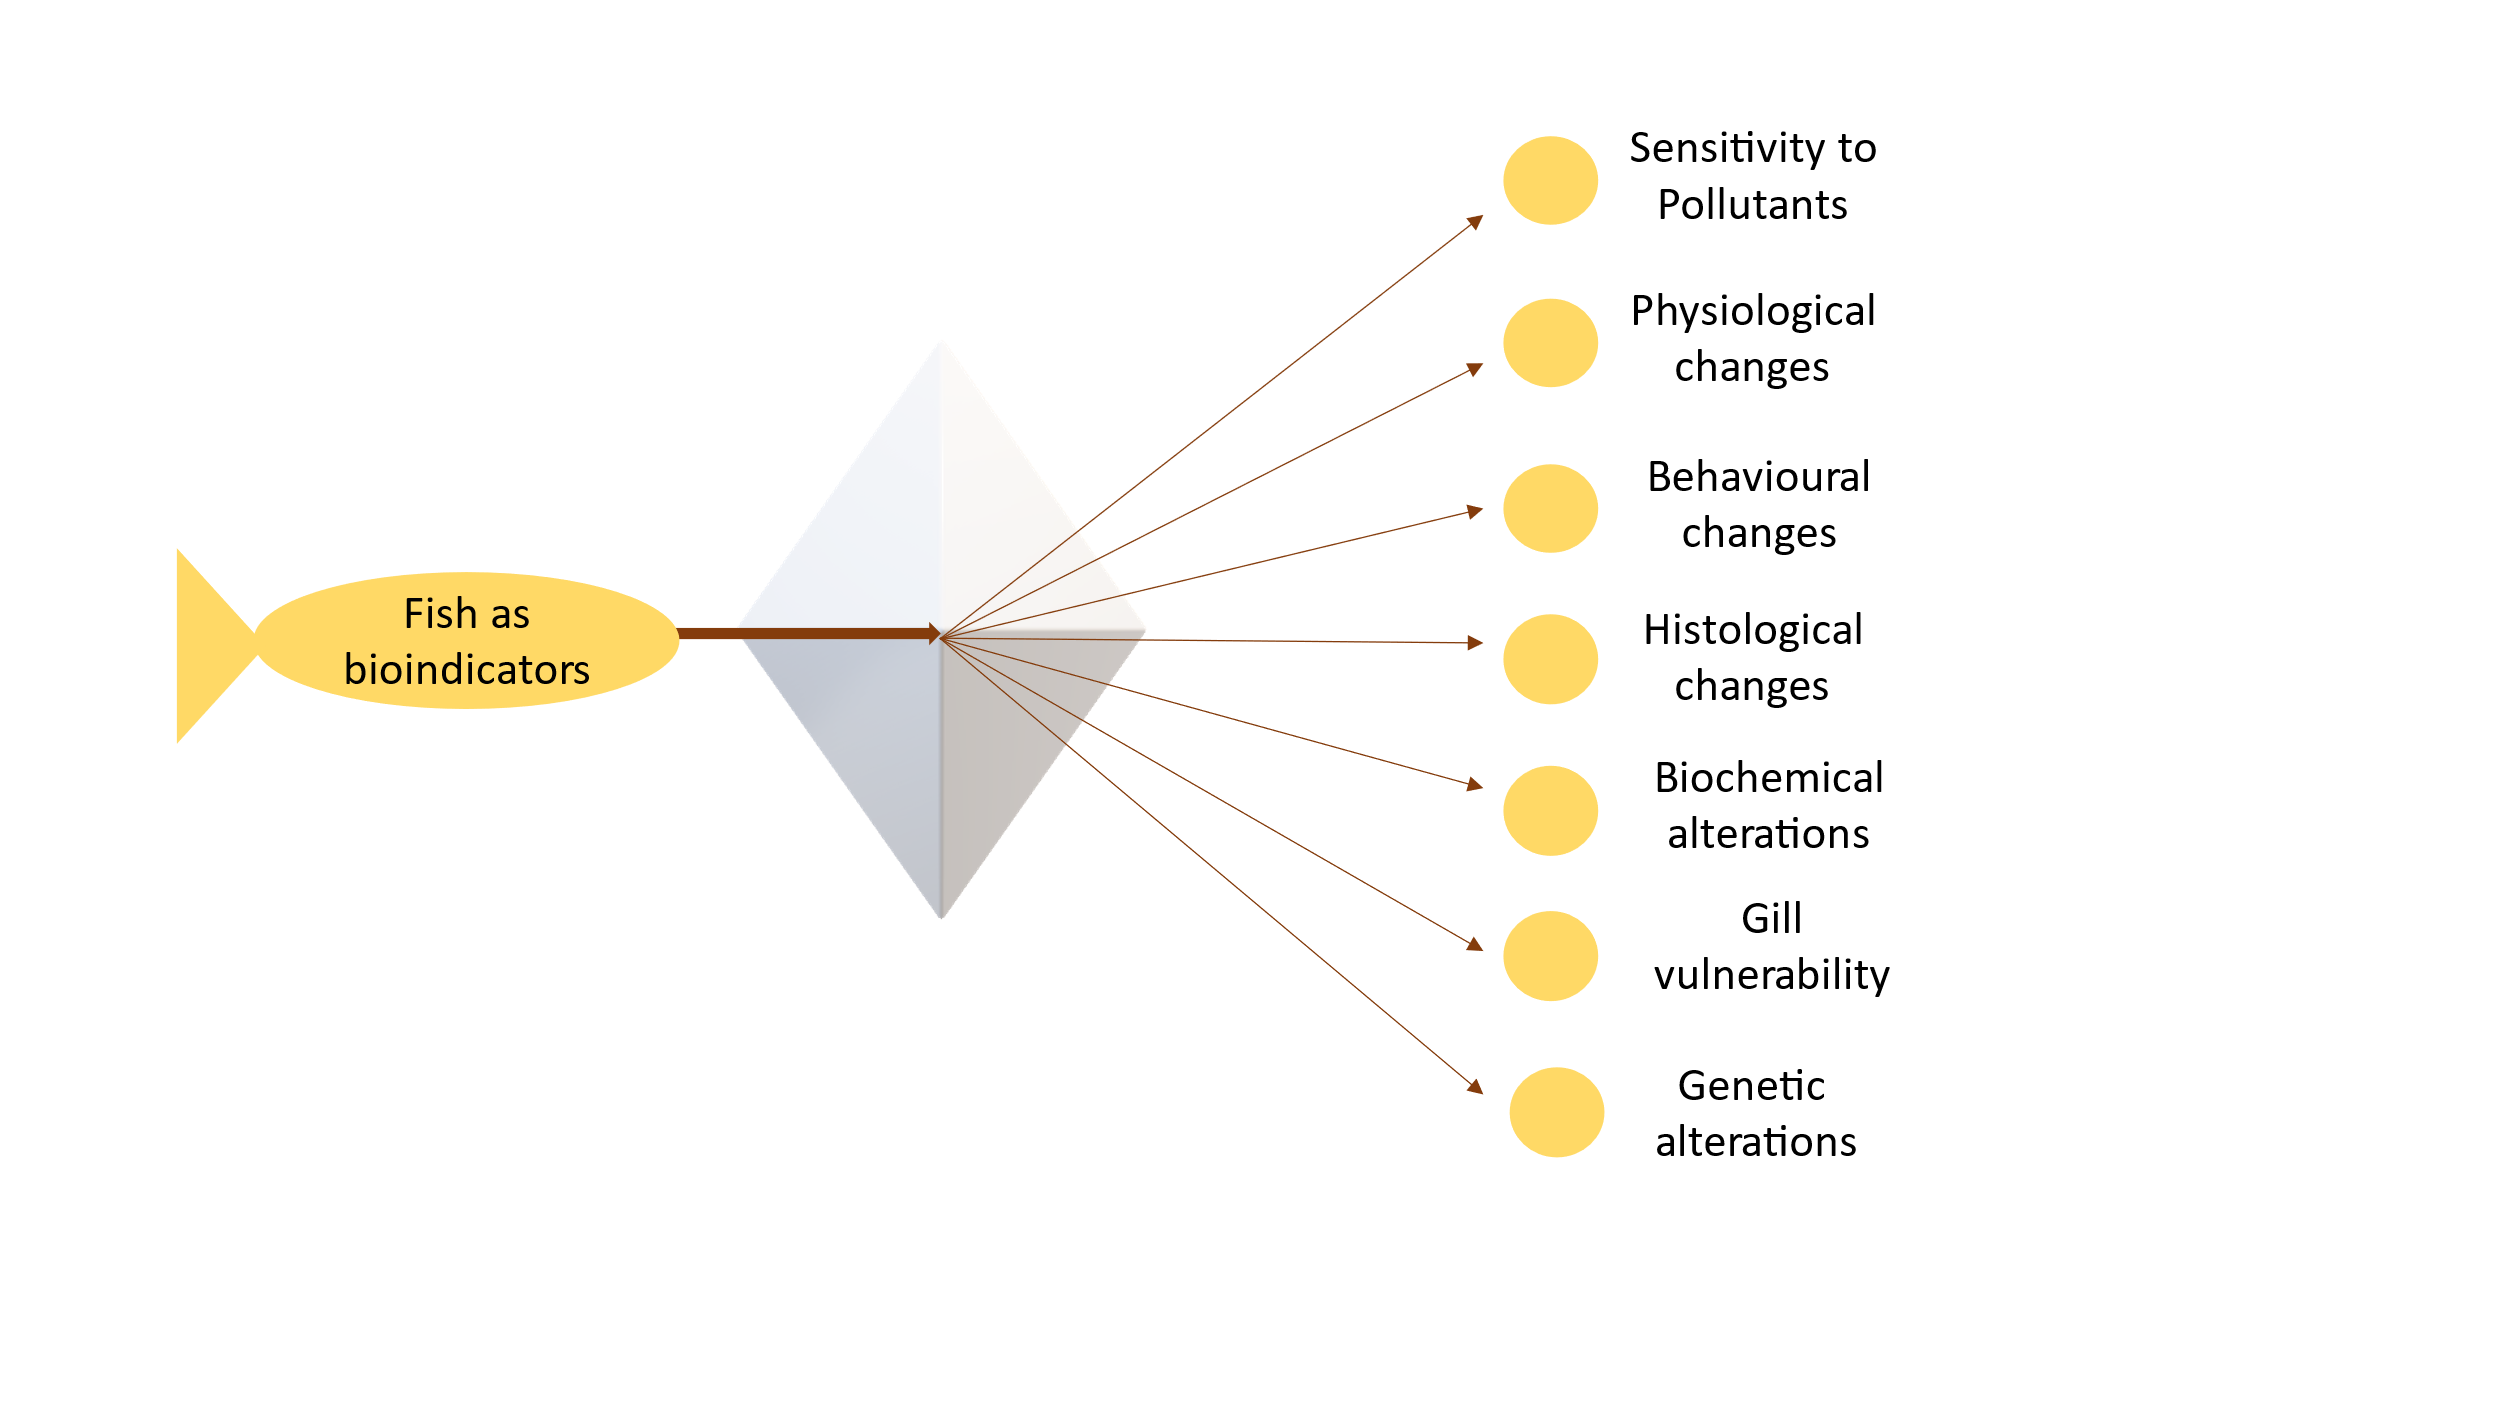 Fish as
bioindicators
Sensitivity to
Pollutants
Physiological
changes
Behavioural
changes
Histological
changes
Biochemical
alterations
Gill
vulnerability
Genetic
alterations